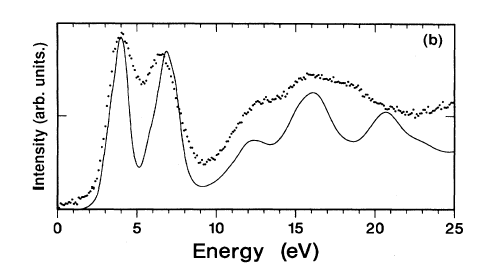 (b)
Intensity (arb. units.)
0 5 10 15 20 25
Energy (eV)